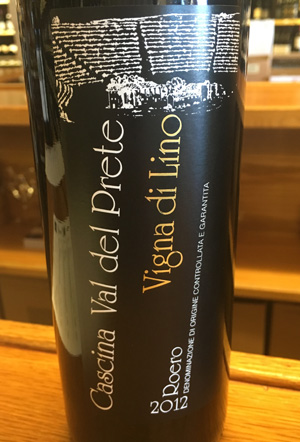 Cascina Val del Prete
Vigna di Lino
Roero
DENOMINAZIONE DI ORIGINE CONTROLLATA E GARANTITA
2012